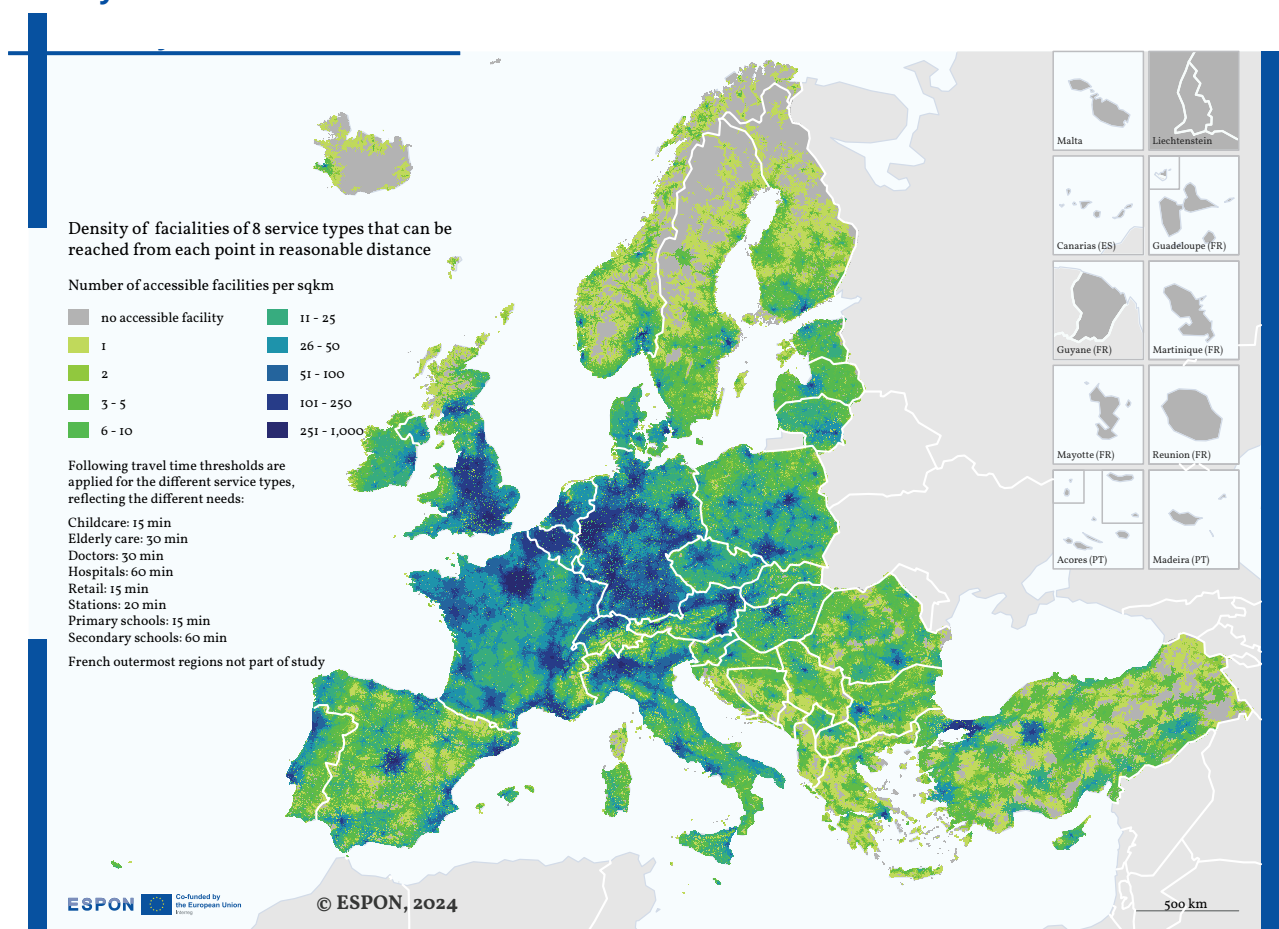 Density of facialities of 8 service types that can be
reached from each point in reasonable distance
Number of accessible facilities per sqkm
no accessible facility
1
2
3 - 5
6 - 10
11 - 25
26 - 50
51 - 100
101 - 250
251 - 1,000
Following travel time thresholds are
applied for the different service types,
reflecting the different needs:
Childcare: 15 min
Elderly care: 30 min
Doctors: 30 min
Hospitals: 60 min
Retail: 15 min
Stations: 20 min
Primary schools: 15 min
Secondary schools: 60 min
French outermost regions not part of study
Malta
Liechtenstein
Canarias (ES)
Guadeloupe (FR)
Guyane (FR)
Martinique (FR)
Mayotte (FR)
Reunion (FR)
Acores (PT)
Madeira (PT)
ESPON
Co-funded by
the European Union
Interreg
© ESPON, 2024
500 km